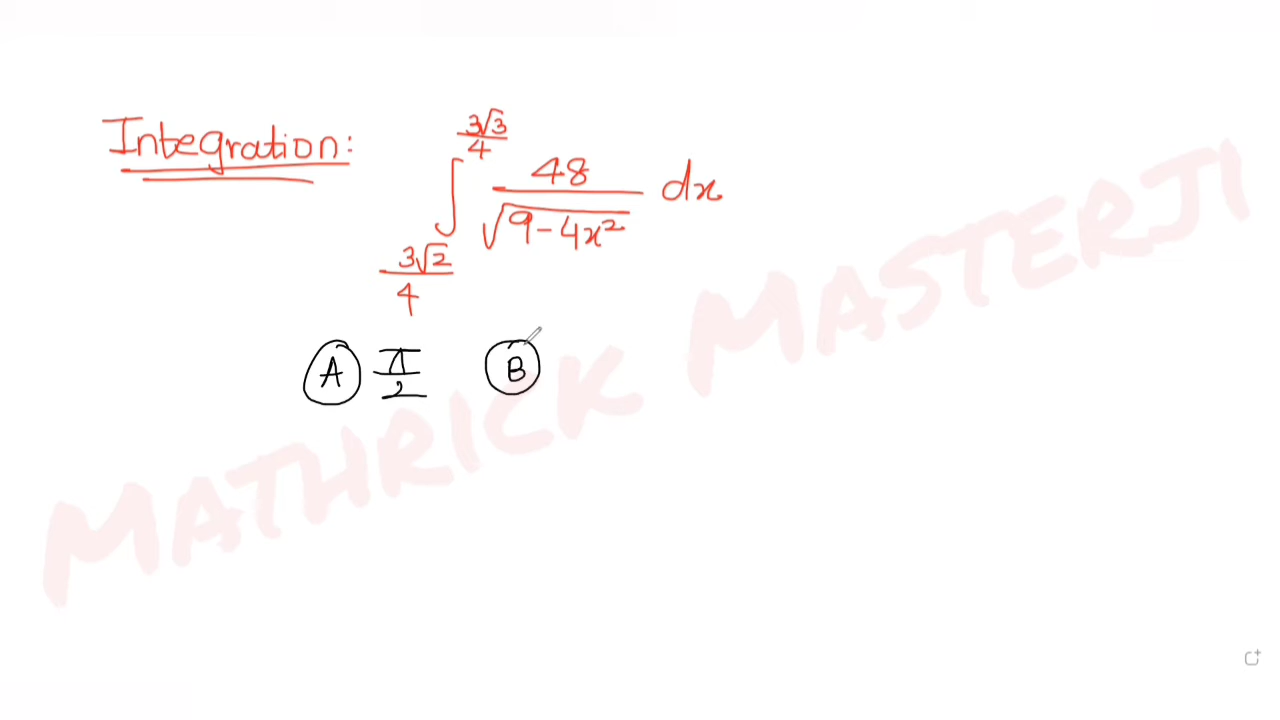 Integration: ∫_{3√2/4}^{3√3/4} 48/√(9-4x²) dx
(A) π/2 (B)
MATHRICK MASTERJI